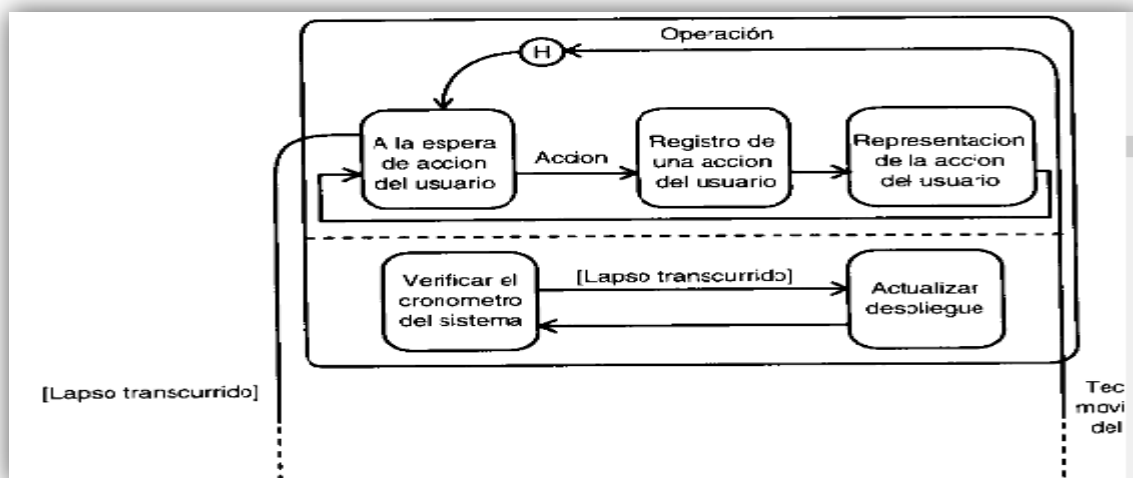 Operación
H
A la espera
de accion
del usuario
Accion
Registro de
una accion
del usuario
Representacion
de la accion
del usuario
Verificar el
cronometro
del sistema
[Lapso transcurrido]
Actualizar
despliegue
[Lapso transcurrido]
Tec
movi
del